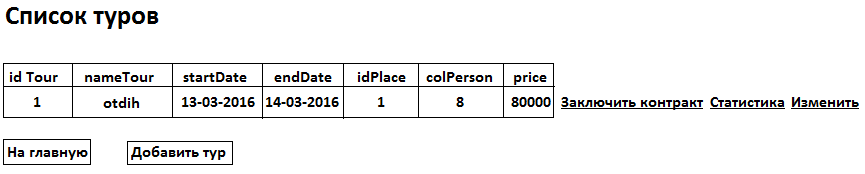 Список туров
id Tour nameTour startDate endDate idPlace colPerson price
1 otdih 13-03-2016 14-03-2016 1 8 80000 Заключить контракт Статистика Изменить
На главную Добавить тур